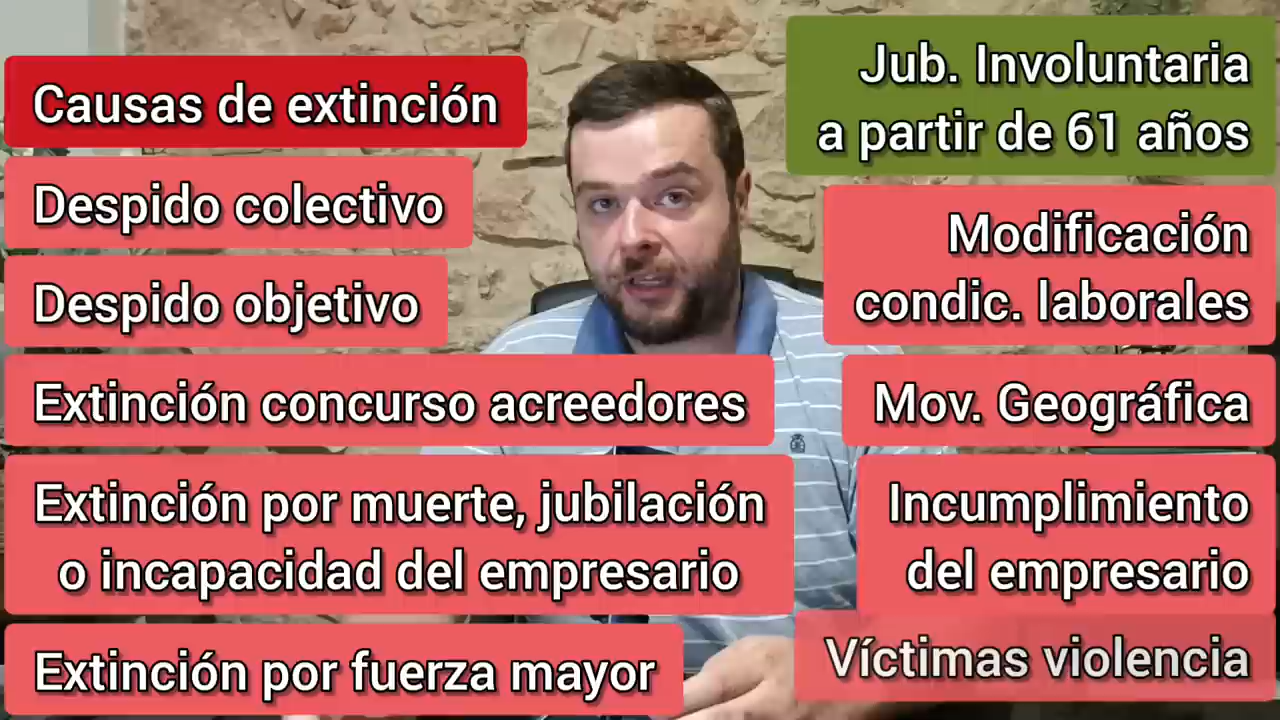 Causas de extinción
Despido colectivo
Despido objetivo
Extinción concurso acreedores
Extinción por muerte, jubilación
o incapacidad del empresario
Extinción por fuerza mayor
Jub. Involuntaria
a partir de 61 años
Modificación
condic. laborales
Mov. Geográfica
Incumplimiento
del empresario
Víctimas violencia